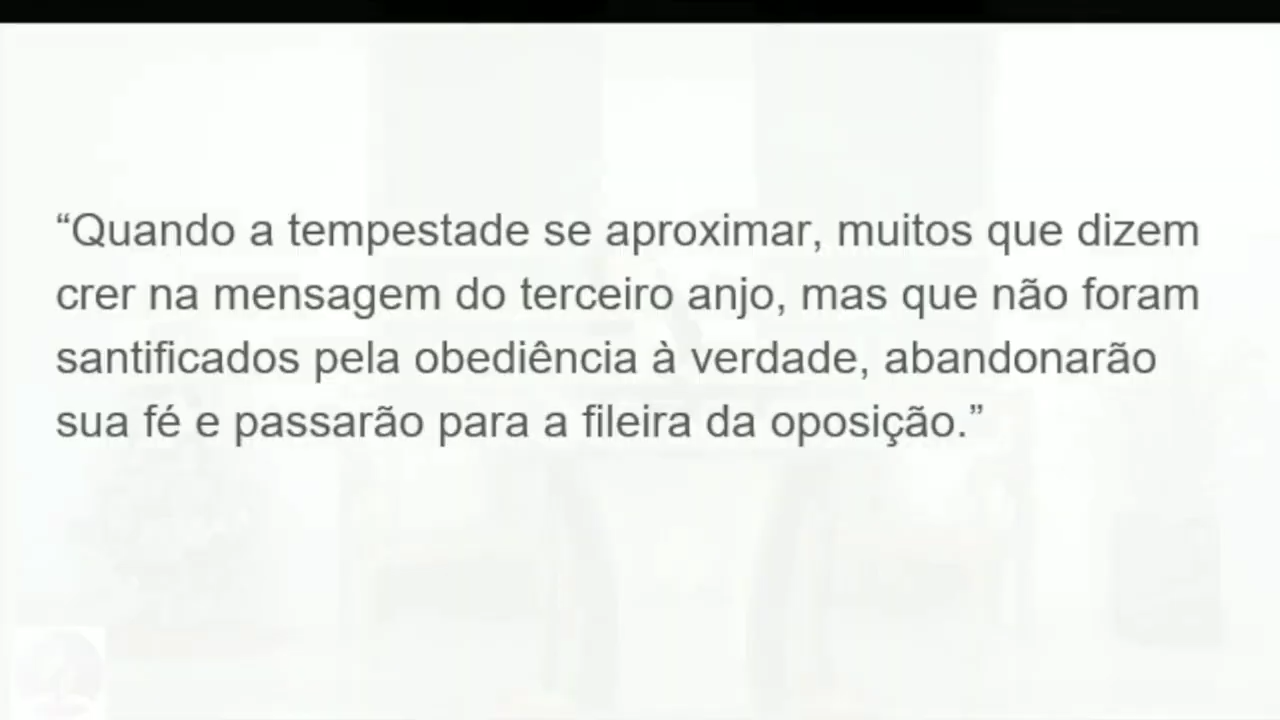 “Quando a tempestade se aproximar, muitos que dizem
crer na mensagem do terceiro anjo, mas que não foram
santificados pela obediência à verdade, abandonarão
sua fé e passarão para a fileira da oposição.”